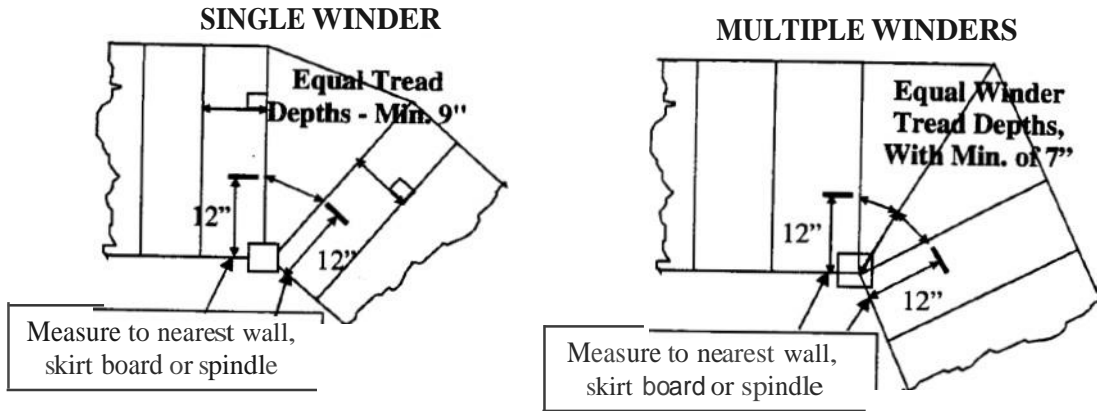 SINGLE WINDER
Equal Tread
Depths - Min. 9"
12”
12”
Measure to nearest wall,
skirt board or spindle
MULTIPLE WINDERS
Equal Winder
Tread Depths,
With Min. of 7”
12”
12”
Measure to nearest wall,
skirt board or spindle